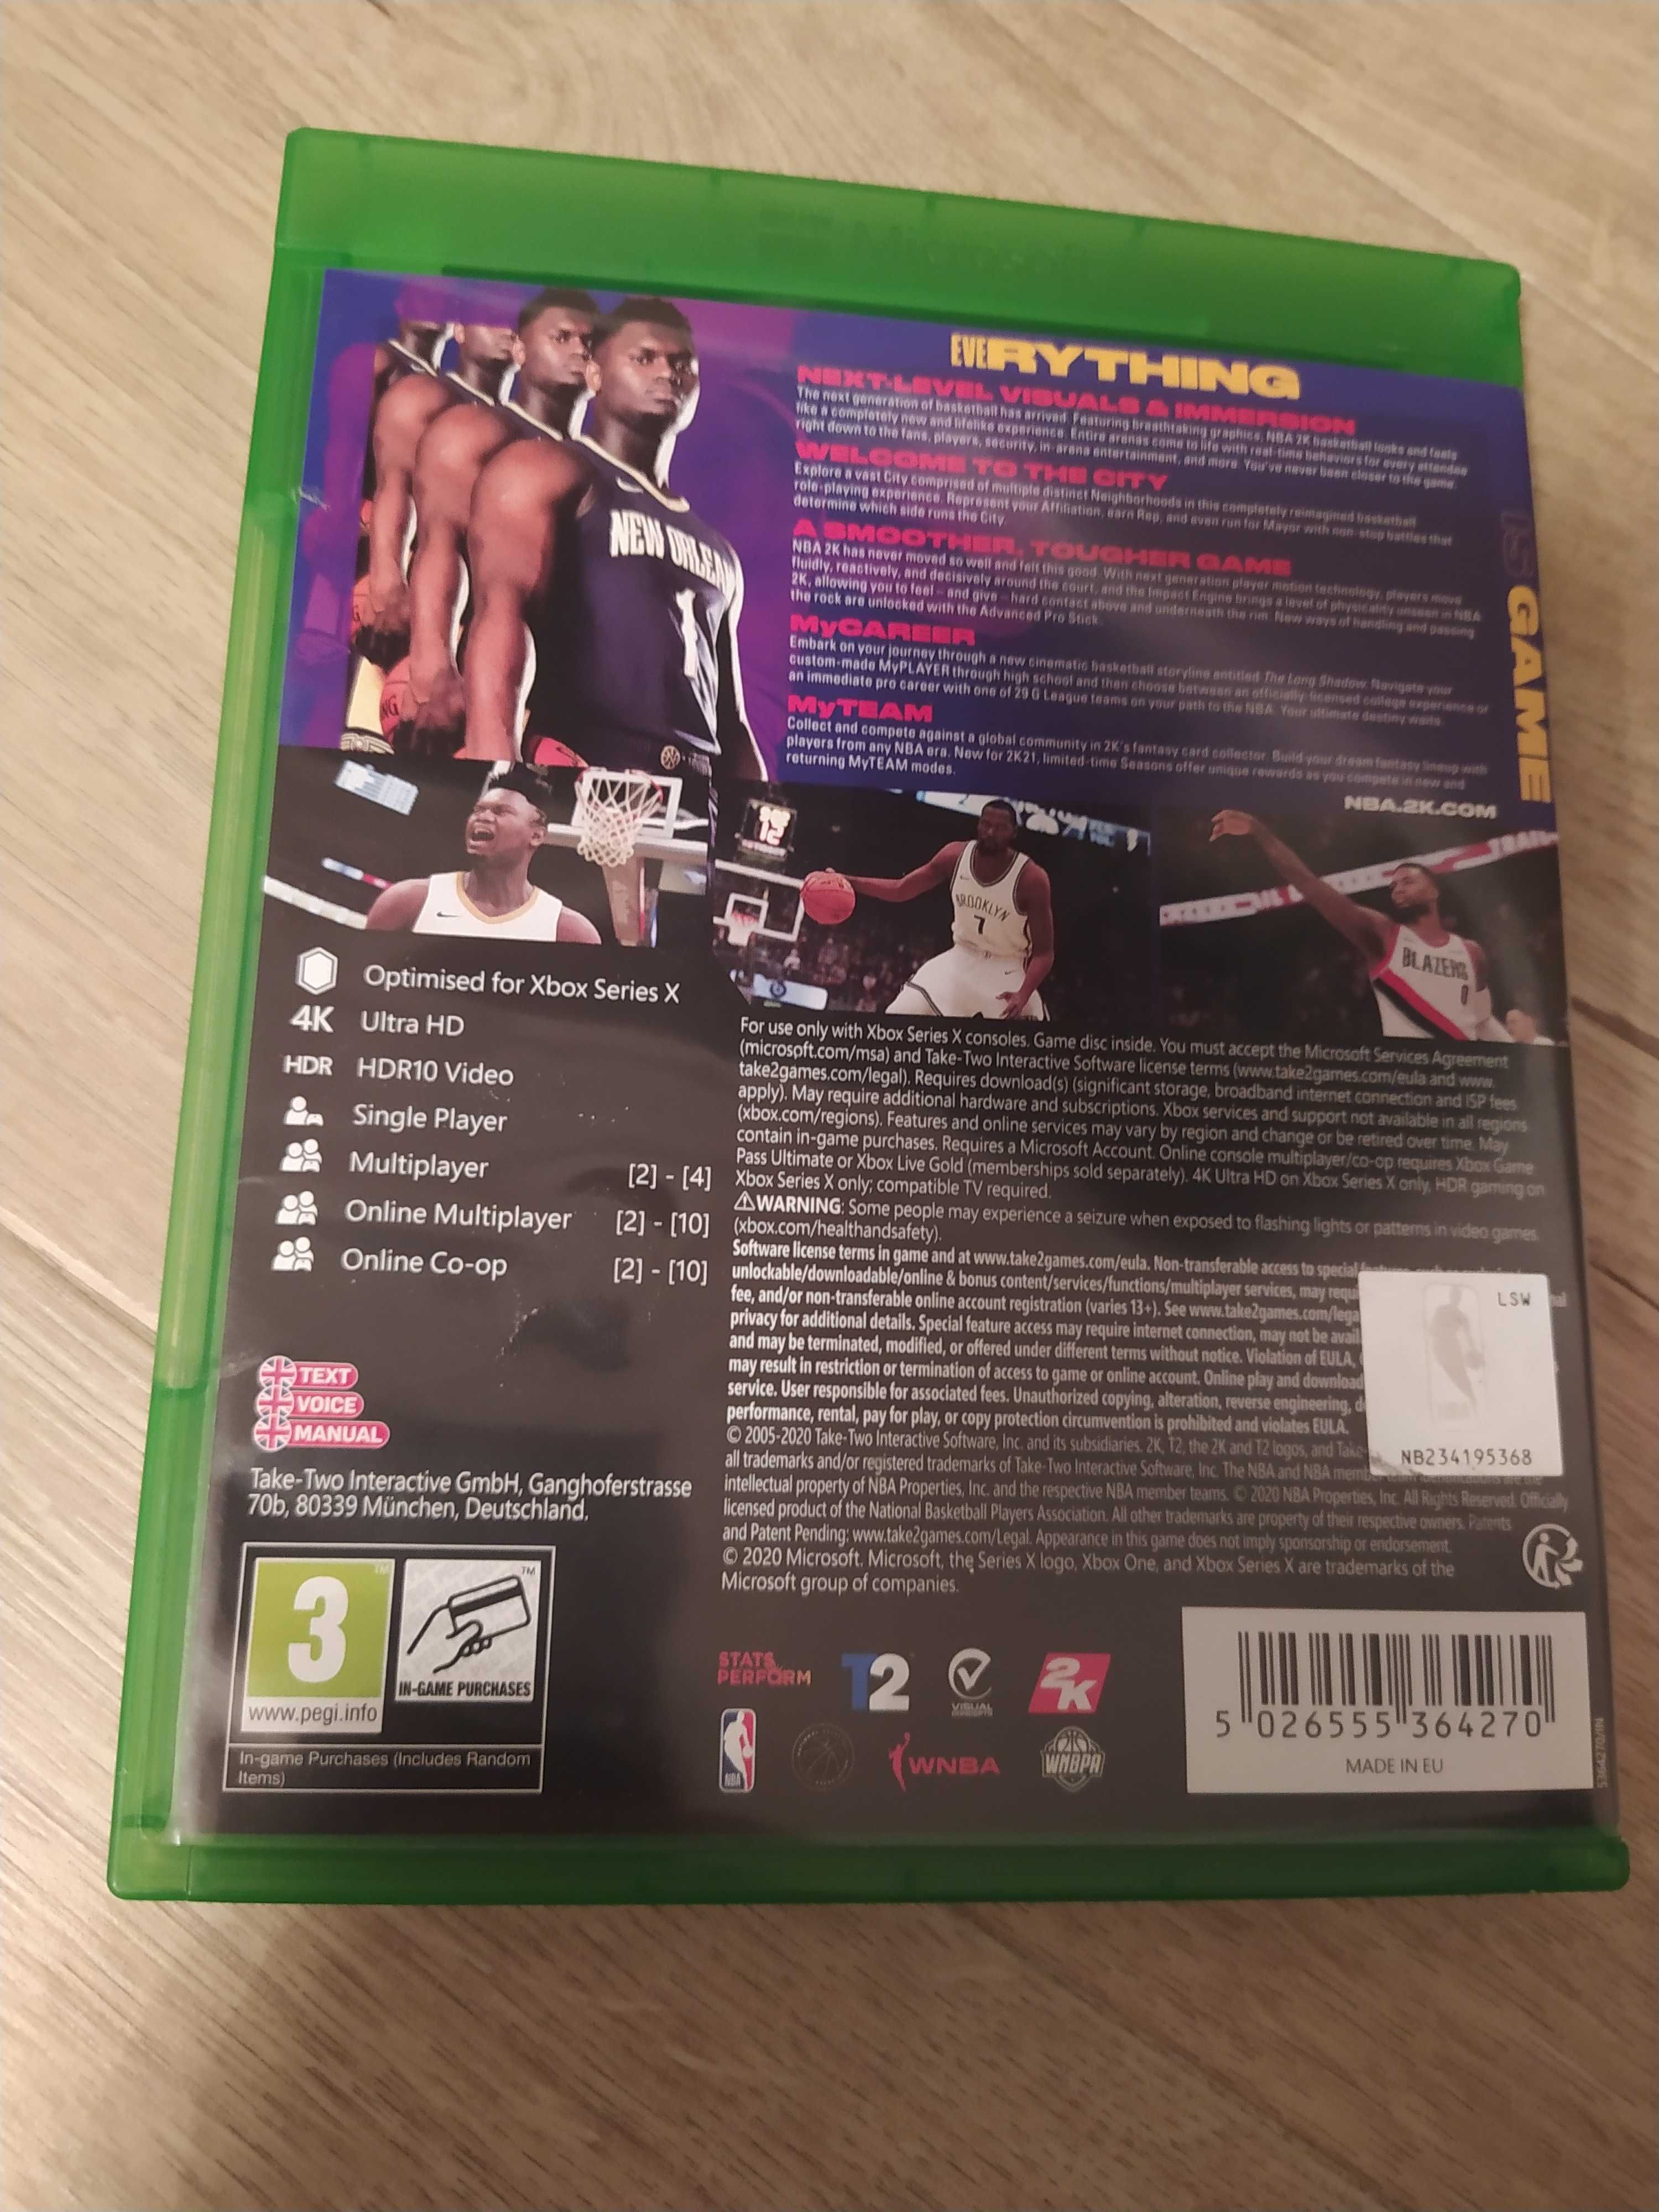 Microsoft
EVERYTHING
IS GAME
NEXT-LEVEL VISUALS & IMMERSION
The next generation of basketball has arrived. Featuring breathtaking graphics, NBA 2K basketball looks and feels
like a completely new and lifelike experience. Entire arenas come to life with real-time behaviors for every attendee
right down to the fans, players, security, in-arena entertainment, and more. You've never been closer to the game.
WELCOME TO THE CITY
Explore a vast City comprised of multiple distinct Neighborhoods in this completely reimagined basketball
role-playing experience. Represent your Affiliation, earn Rep, and even run for Mayor with non-stop battles that
determine which side runs the City.
A SMOOTHER, TOUGHER GAME
NBA 2K has never moved so well and felt this good. With next generation player motion technology, players move
fluidly, reactively, and decisively around the court, and the Impact Engine brings a level of physicality unseen in NBA
2K, allowing you to feel – and give – hard contact above and underneath the rim. New ways of handling and passing
the rock are unlocked with the Advanced Pro Stick.
MyCAREER
Embark on your journey through a new cinematic basketball storyline entitled The Long Shadow. Navigate your
custom-made MyPLAYER through high school and then choose between an officially-licensed college experience or
an immediate pro career with one of 29 G League teams on your path to the NBA. Your ultimate destiny waits.
MyTEAM
Collect and compete against a global community in 2K's fantasy card collector. Build your dream fantasy lineup with
players from any NBA era. New for 2K21, limited-time Seasons offer unique rewards as you compete in new and
returning MyTEAM modes.
NBA.2K.COM
NEW ORLEA
1
12
BROOKLYN
7
BLAZERS
0
Optimised for Xbox Series X
4K Ultra HD
HDR HDR10 Video
Single Player
Multiplayer [2] - [4]
Online Multiplayer [2] - [10]
Online Co-op [2] - [10]
TEXT
VOICE
MANUAL
Take-Two Interactive GmbH, Ganghoferstrasse
70b, 80339 München, Deutschland.
3
www.pegi.info
IN-GAME PURCHASES
In-game Purchases (Includes Random
Items)
For use only with Xbox Series X consoles. Game disc inside. You must accept the Microsoft Services Agreement
(microsoft.com/msa) and Take-Two Interactive Software license terms (www.take2games.com/eula and www.
take2games.com/legal). Requires download(s) (significant storage, broadband internet connection and ISP fees
apply). May require additional hardware and subscriptions. Xbox services and support not available in all regions
(xbox.com/regions). Features and online services may vary by region and change or be retired over time. May
contain in-game purchases. Requires a Microsoft Account. Online console multiplayer/co-op requires Xbox Game
Pass Ultimate or Xbox Live Gold (memberships sold separately). 4K Ultra HD on Xbox Series X only, HDR gaming on
Xbox Series X only; compatible TV required.
⚠WARNING: Some people may experience a seizure when exposed to flashing lights or patterns in video games
(xbox.com/healthandsafety).
Software license terms in game and at www.take2games.com/eula. Non-transferable access to special
unlockable/downloadable/online & bonus content/services/functions/multiplayer services, may requ
fee, and/or non-transferable online account registration (varies 13+). See www.take2games.com/lega
privacy for additional details. Special feature access may require internet connection, may not be avail
and may be terminated, modified, or offered under different terms without notice. Violation of EULA,
may result in restriction or termination of access to game or online account. Online play and download
service. User responsible for associated fees. Unauthorized copying, alteration, reverse engineering, d
performance, rental, pay for play, or copy protection circumvention is prohibited and violates EULA.
© 2005-2020 Take-Two Interactive Software, Inc. and its subsidiaries. 2K, T2, the 2K and T2 logos, and Take-
all trademarks and/or registered trademarks of Take-Two Interactive Software, Inc. The NBA and NBA member team identifications are the
intellectual property of NBA Properties, Inc. and the respective NBA member teams. © 2020 NBA Properties, Inc. All Rights Reserved. Officially
licensed product of the National Basketball Players Association. All other trademarks are property of their respective owners. Patents
and Patent Pending: www.take2games.com/Legal. Appearance in this game does not imply sponsorship or endorsement.
© 2020 Microsoft. Microsoft, the Series X logo, Xbox One, and Xbox Series X are trademarks of the
Microsoft group of companies.
LSW
NBA
NB234195368
STATS PERFORM
T2
VISUAL CONCEPTS
2K
NBA
WNBA
WNBPA
5 026555 364270
MADE IN EU
5364270/IN